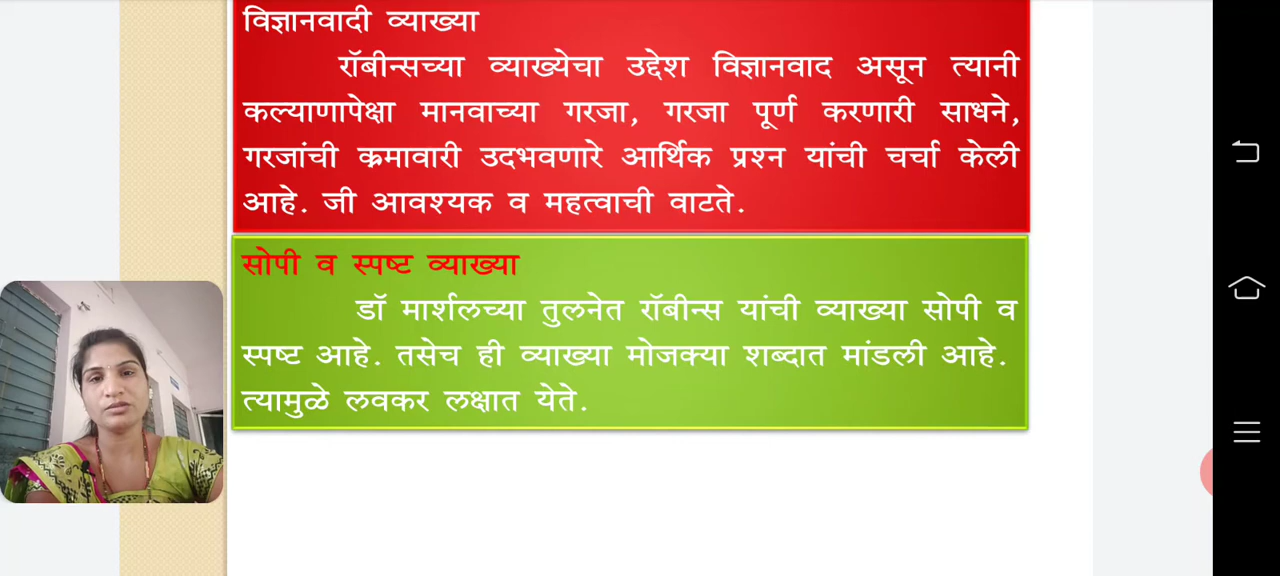 विज्ञानवादी व्याख्या
रॉबीन्सच्या व्याख्येचा उद्देश विज्ञानवाद असून त्यानी
कल्याणापेक्षा मानवाच्या गरजा, गरजा पूर्ण करणारी साधने,
गरजांची क्रमावारी उदभवणारे आर्थिक प्रश्न यांची चर्चा केली
आहे. जी आवश्यक व महत्वाची वाटते.
सोपी व स्पष्ट व्याख्या
डॉ मार्शलच्या तुलनेत रॉबीन्स यांची व्याख्या सोपी व
स्पष्ट आहे. तसेच ही व्याख्या मोजक्या शब्दात मांडली आहे.
त्यामुळे लवकर लक्षात येते.